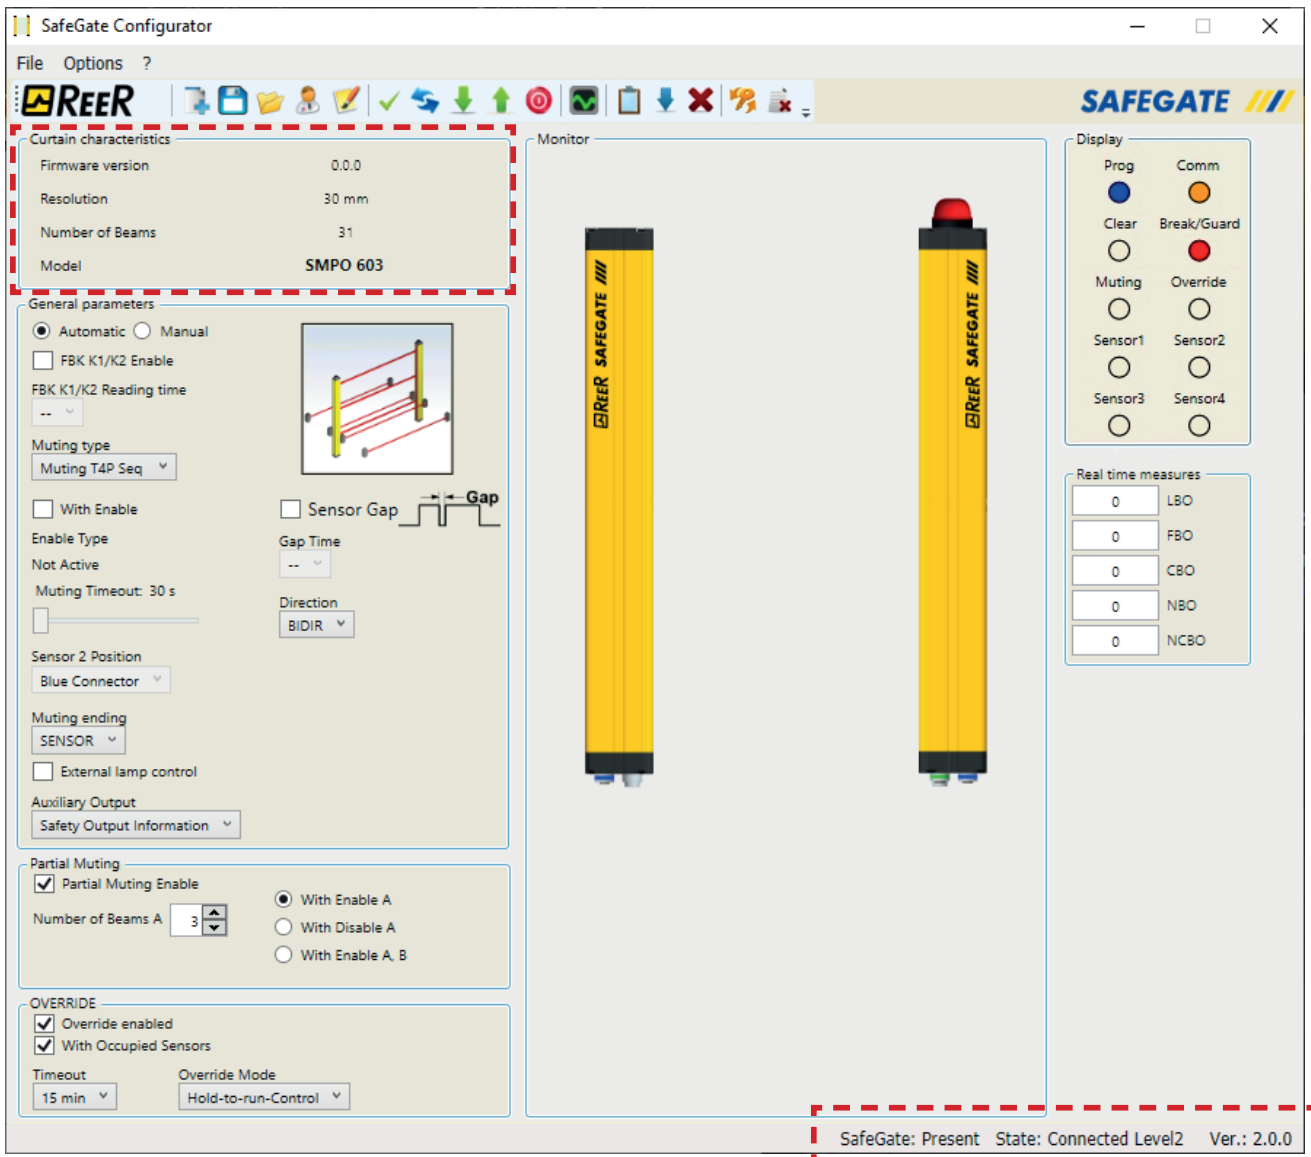 SafeGate Configurator
File Options ?
REER
SAFEGATE
Curtain characteristics
Firmware version 0.0.0
Resolution 30 mm
Number of Beams 31
Model SMPO 603
General parameters
Automatic Manual
FBK K1/K2 Enable
FBK K1/K2 Reading time
--
Muting type
Muting T4P Seq
With Enable
Sensor Gap
Gap
Enable Type
Not Active
Gap Time
--
Muting Timeout: 30 s
Direction
BIDIR
Sensor 2 Position
Blue Connector
Muting ending
SENSOR
External lamp control
Auxiliary Output
Safety Output Information
Partial Muting
Partial Muting Enable
Number of Beams A 3
With Enable A
With Disable A
With Enable A, B
OVERRIDE
Override enabled
With Occupied Sensors
Timeout Override Mode
15 min Hold-to-run-Control
Monitor
REER SAFEGATE
REER SAFEGATE
Display
Prog Comm
Clear Break/Guard
Muting Override
Sensor1 Sensor2
Sensor3 Sensor4
Real time measures
0 LBO
0 FBO
0 CBO
0 NBO
0 NCBO
SafeGate: Present State: Connected Level2 Ver.: 2.0.0